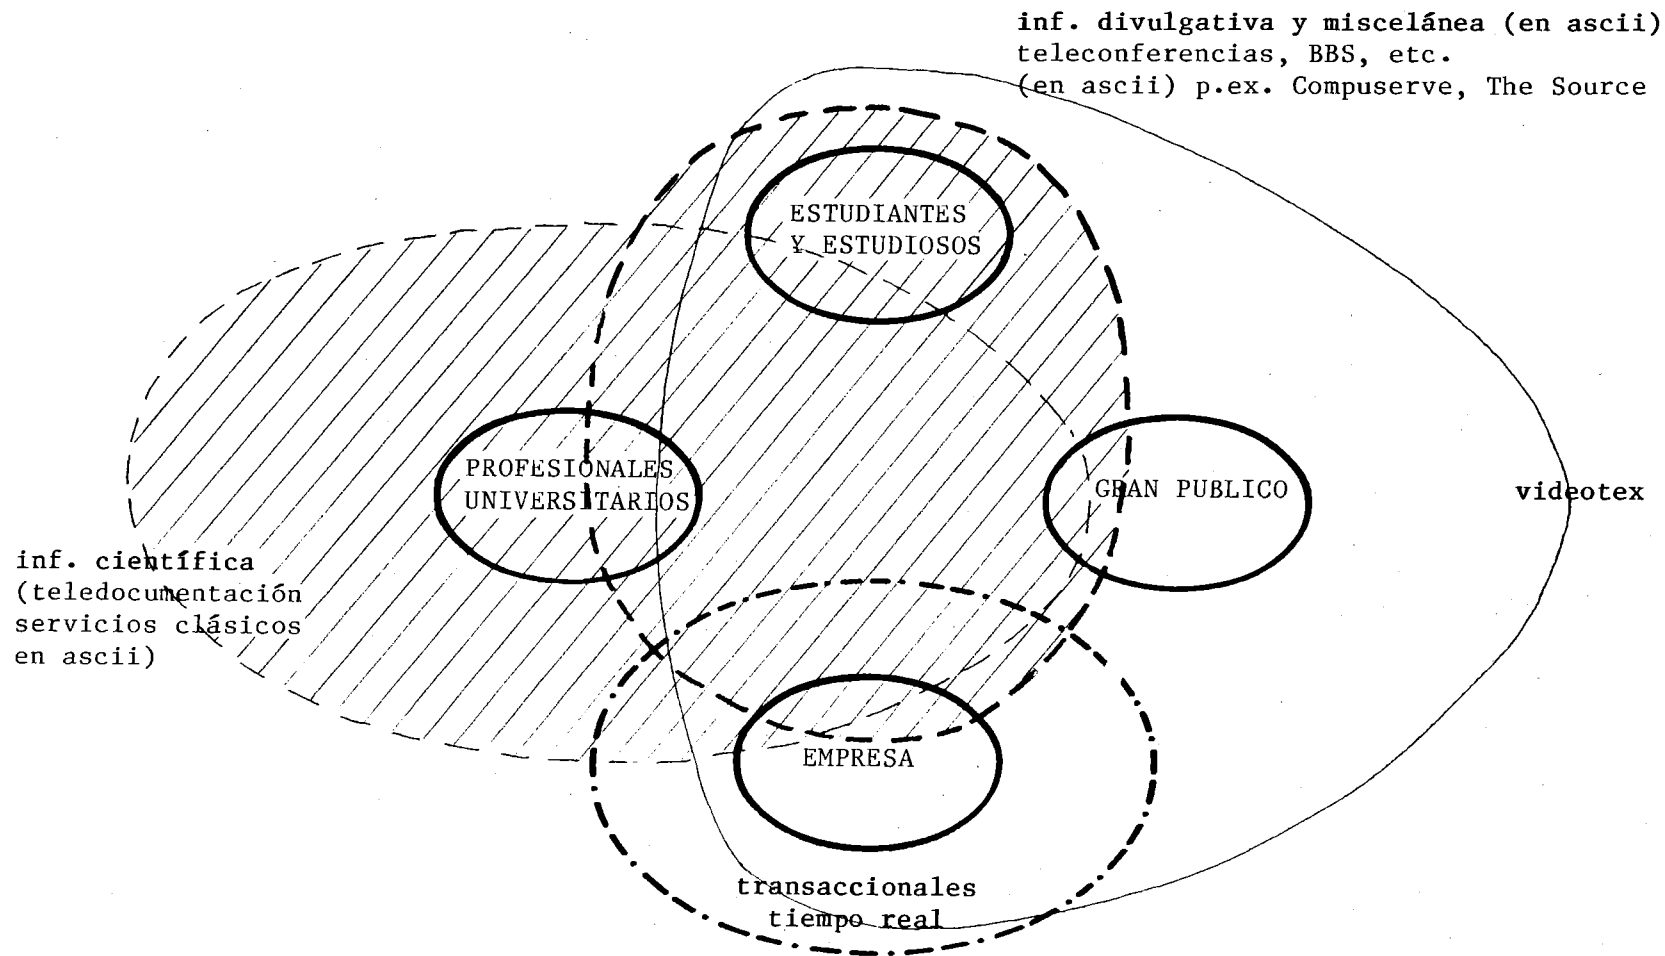 inf. divulgativa y miscelánea (en ascii)
teleconferencias, BBS, etc.
(en ascii) p.ex. Compuserve, The Source
ESTUDIANTES
Y ESTUDIOSOS
PROFESIONALES
UNIVERSITARIOS
GRAN PUBLICO
videotex
inf. científica
(teledocumentación
servicios clásicos
en ascii)
EMPRESA
transaccionales
tiempo real